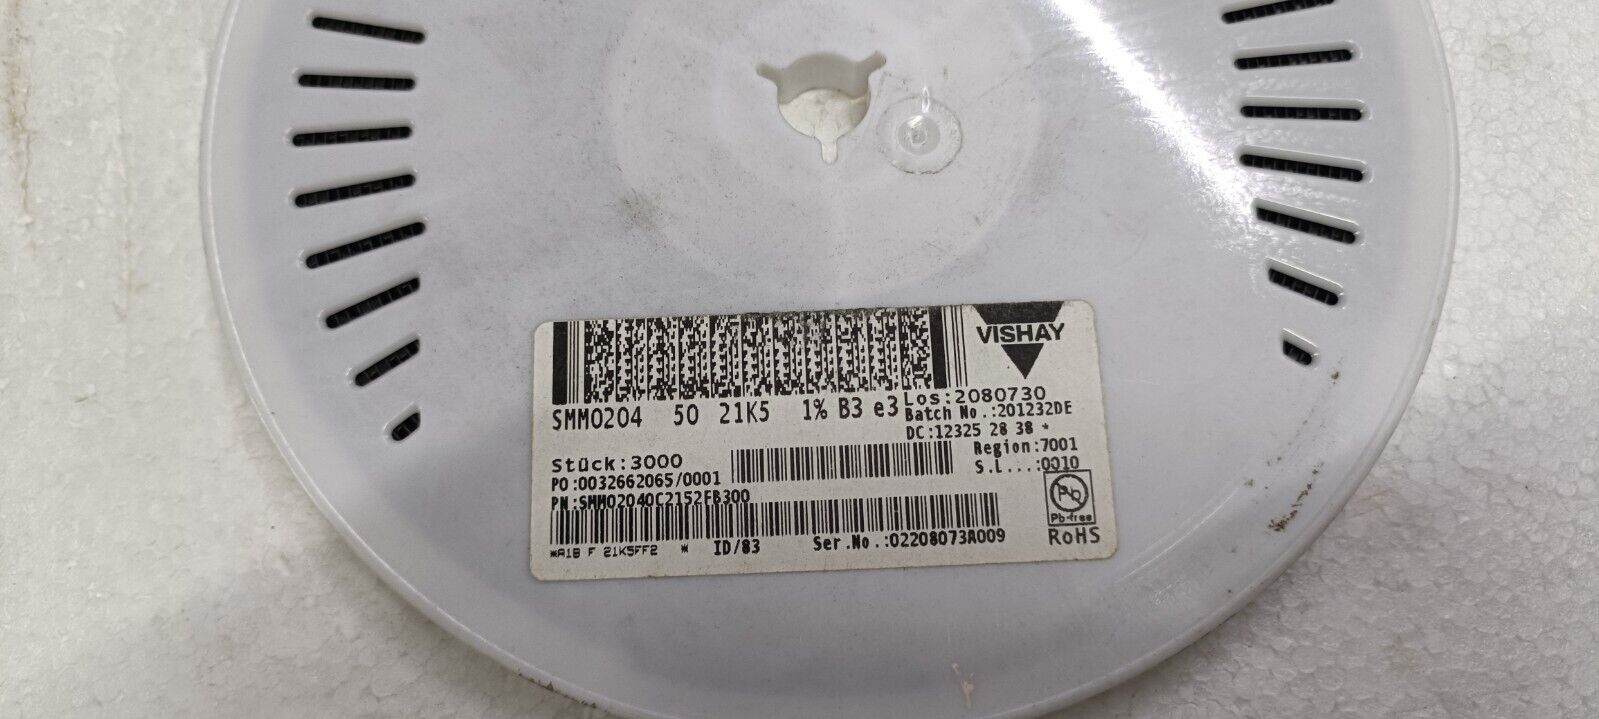 VISHAY
SMM0204 50 21K5 1% B3 e3
Los:2080730
Batch No.:201232DE
DC:12325 28 38 *
Region:7001
S.L...:0010
Stück:3000
PO:0032662065/0001
PN:SMM02040C2152FB300
*A1B F 21K5FF2 * ID/83 Ser.No.:02208073A009
Pb
Pb-free
RoHS